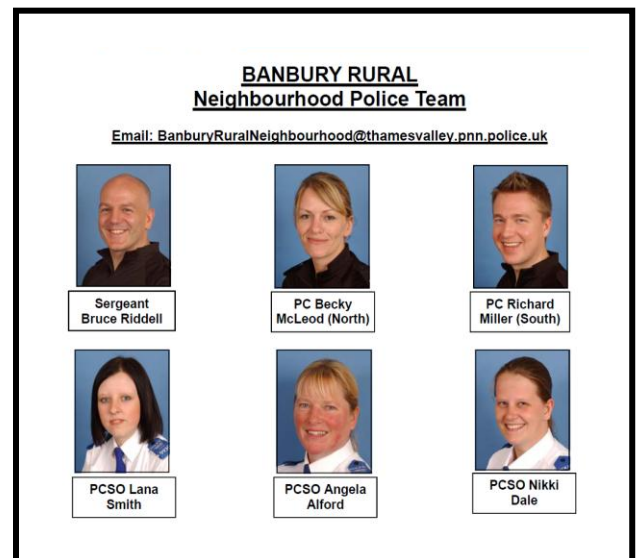 BANBURY RURAL
Neighbourhood Police Team
Email: BanburyRuralNeighbourhood@thamesvalley.pnn.police.uk
Sergeant
Bruce Riddell
PC Becky
McLeod (North)
PC Richard
Miller (South)
PCSO Lana
Smith
PCSO Angela
Alford
PCSO Nikki
Dale